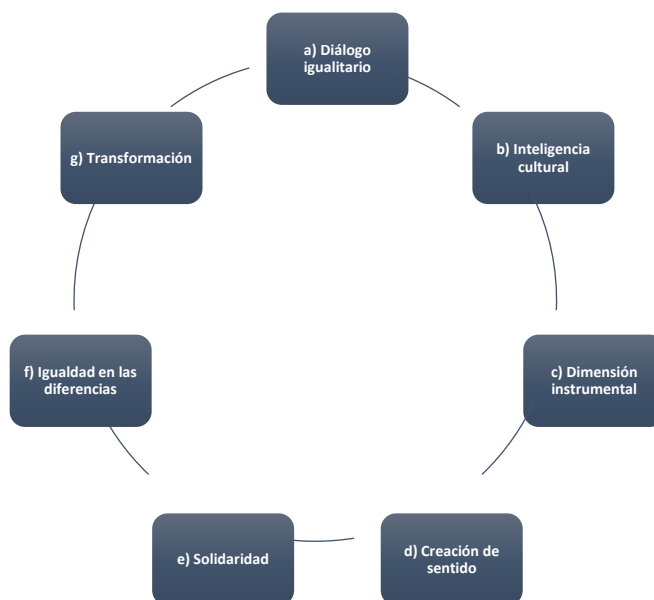 a) Diálogo
igualitario
b) Inteligencia
cultural
c) Dimensión
instrumental
d) Creación de
sentido
e) Solidaridad
f) Igualdad en las
diferencias
g) Transformación